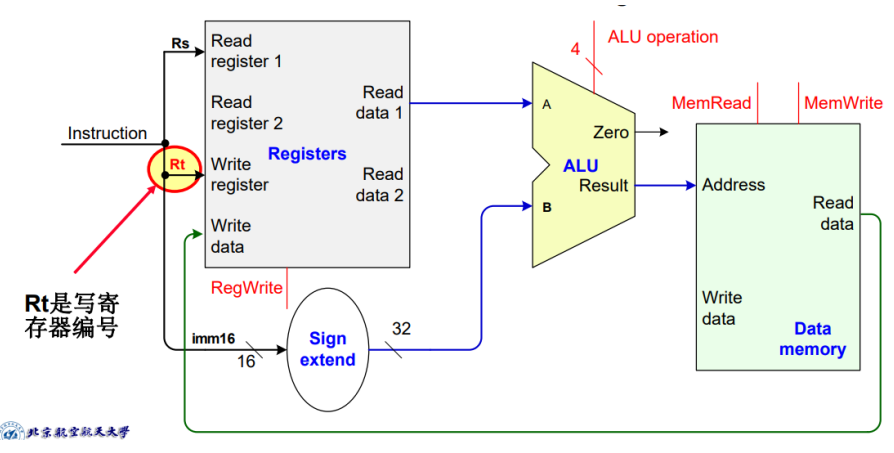 Instruction
Rs
Rt
Read
register 1
Read
register 2
Write
register
Write
data
Registers
Read
data 1
Read
data 2
RegWrite
Rt是写寄
存器编号
imm16
16
Sign
extend
32
4
ALU operation
A
B
Zero
ALU
Result
MemRead
MemWrite
Address
Read
data
Write
data
Data
memory
北京航空航天大学